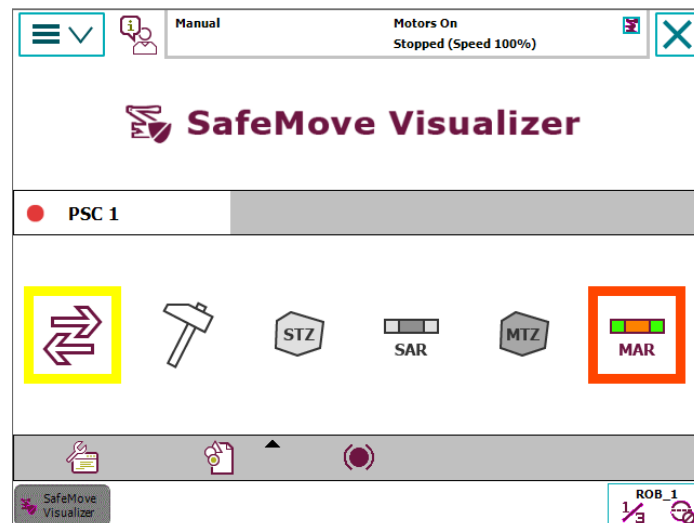 Manual
Motors On
Stopped (Speed 100%)
SafeMove Visualizer
PSC 1
STZ
SAR
MTZ
MAR
SafeMove
Visualizer
ROB_1
1/3